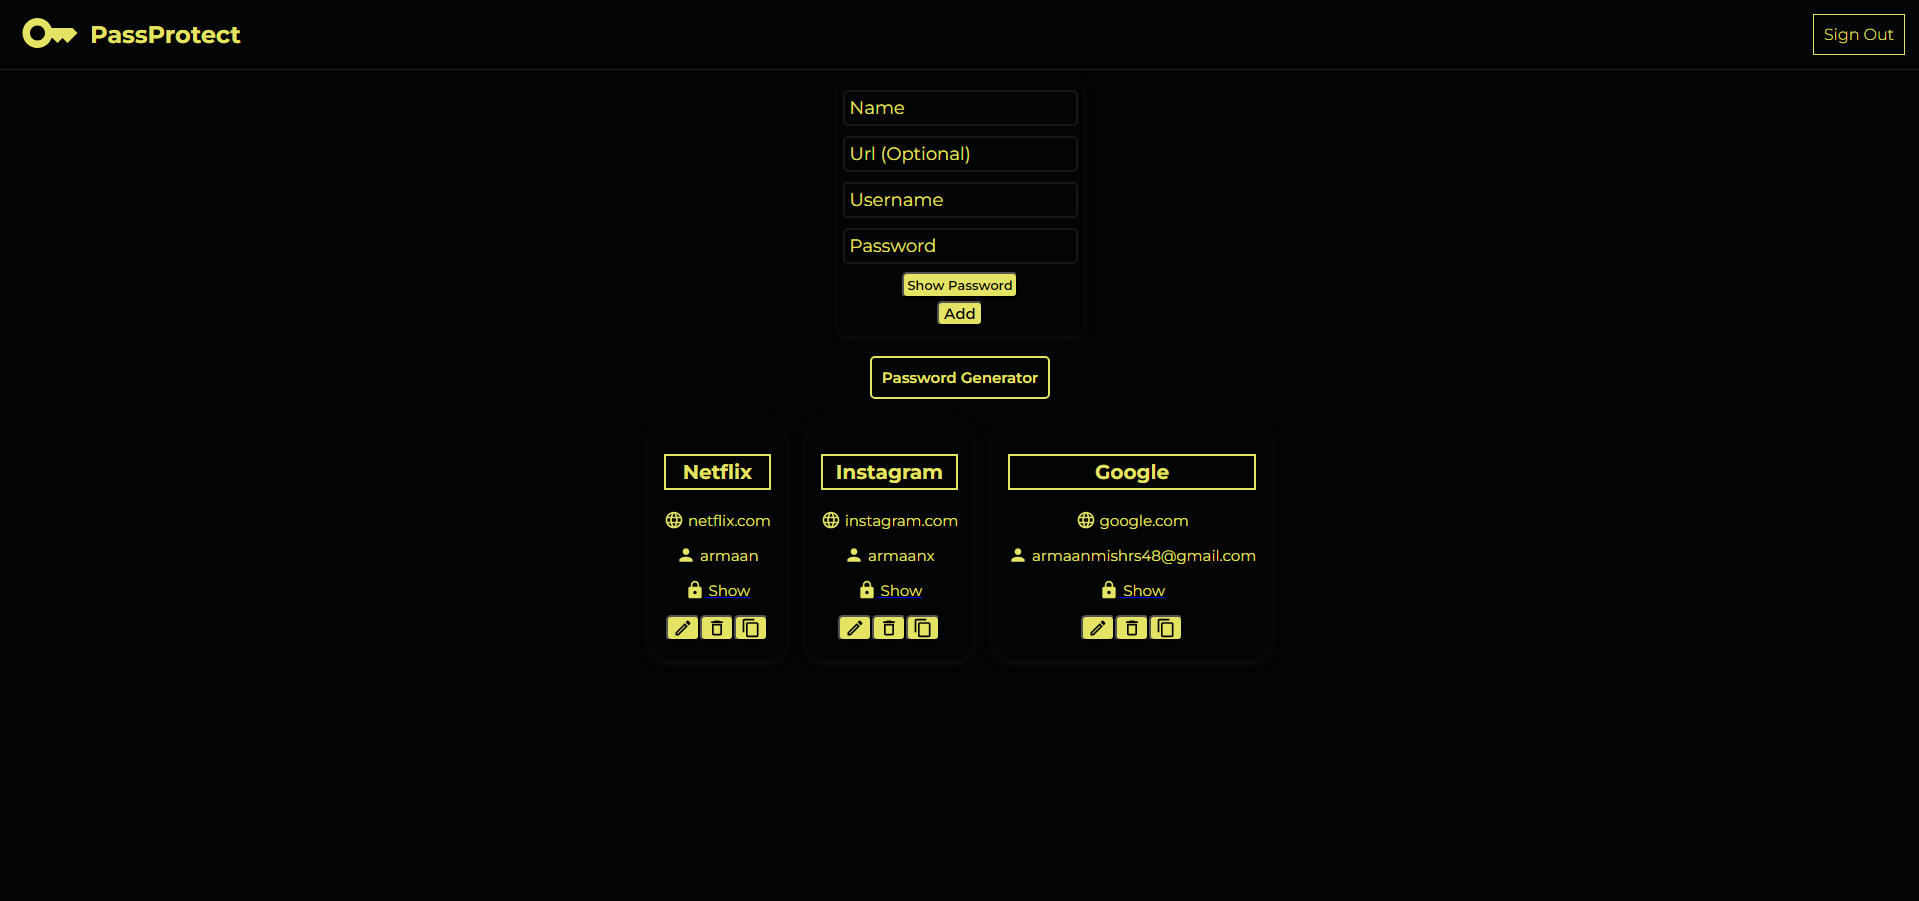 PassProtect
Sign Out
Name
Url (Optional)
Username
Password
Show Password
Add
Password Generator
Netflix
netflix.com
armaan
Show
Instagram
instagram.com
armaanx
Show
Google
google.com
armaanmishrs48@gmail.com
Show